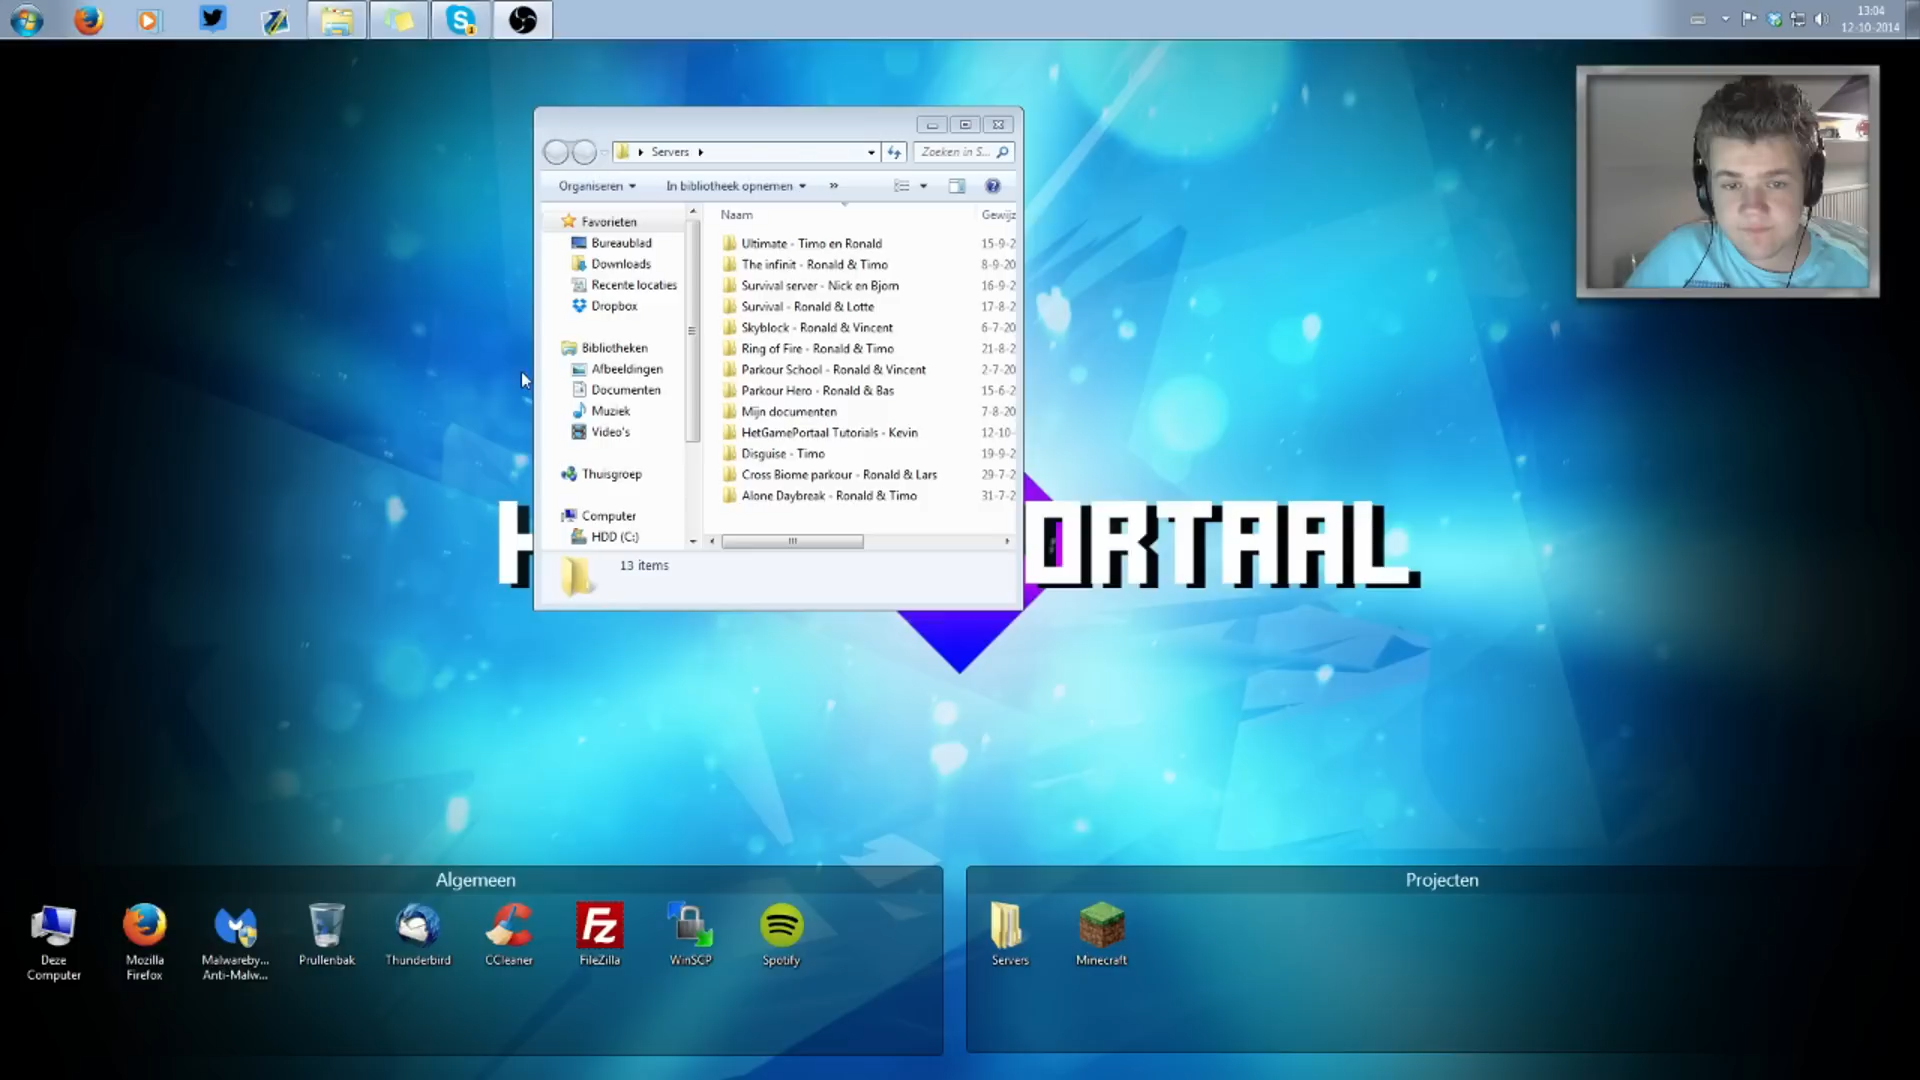 13:04
12-10-2014
Servers
Zoeken in S...
Organiseren
In bibliotheek opnemen
»
Naam
Gewijz
Favorieten
Bureaublad
Downloads
Recente locaties
Dropbox
Bibliotheken
Afbeeldingen
Documenten
Muziek
Video's
Thuisgroep
Computer
HDD (C:)
Ultimate - Timo en Ronald 15-9-2
The infinit - Ronald & Timo 8-9-20
Survival server - Nick en Bjorn 16-9-2
Survival - Ronald & Lotte 17-8-2
Skyblock - Ronald & Vincent 6-7-20
Ring of Fire - Ronald & Timo 21-8-2
Parkour School - Ronald & Vincent 2-7-20
Parkour Hero - Ronald & Bas 15-6-2
Mijn documenten 7-8-20
HetGamePortaal Tutorials - Kevin 12-10-
Disguise - Timo 19-9-2
Cross Biome parkour - Ronald & Lars 29-7-2
Alone Daybreak - Ronald & Timo 31-7-2
13 items
H ORTAAL
Algemeen
Deze Computer
Mozilla Firefox
Malwareby... Anti-Malw...
Prullenbak
Thunderbird
CCleaner
FileZilla
WinSCP
Spotify
Projecten
Servers
Minecraft